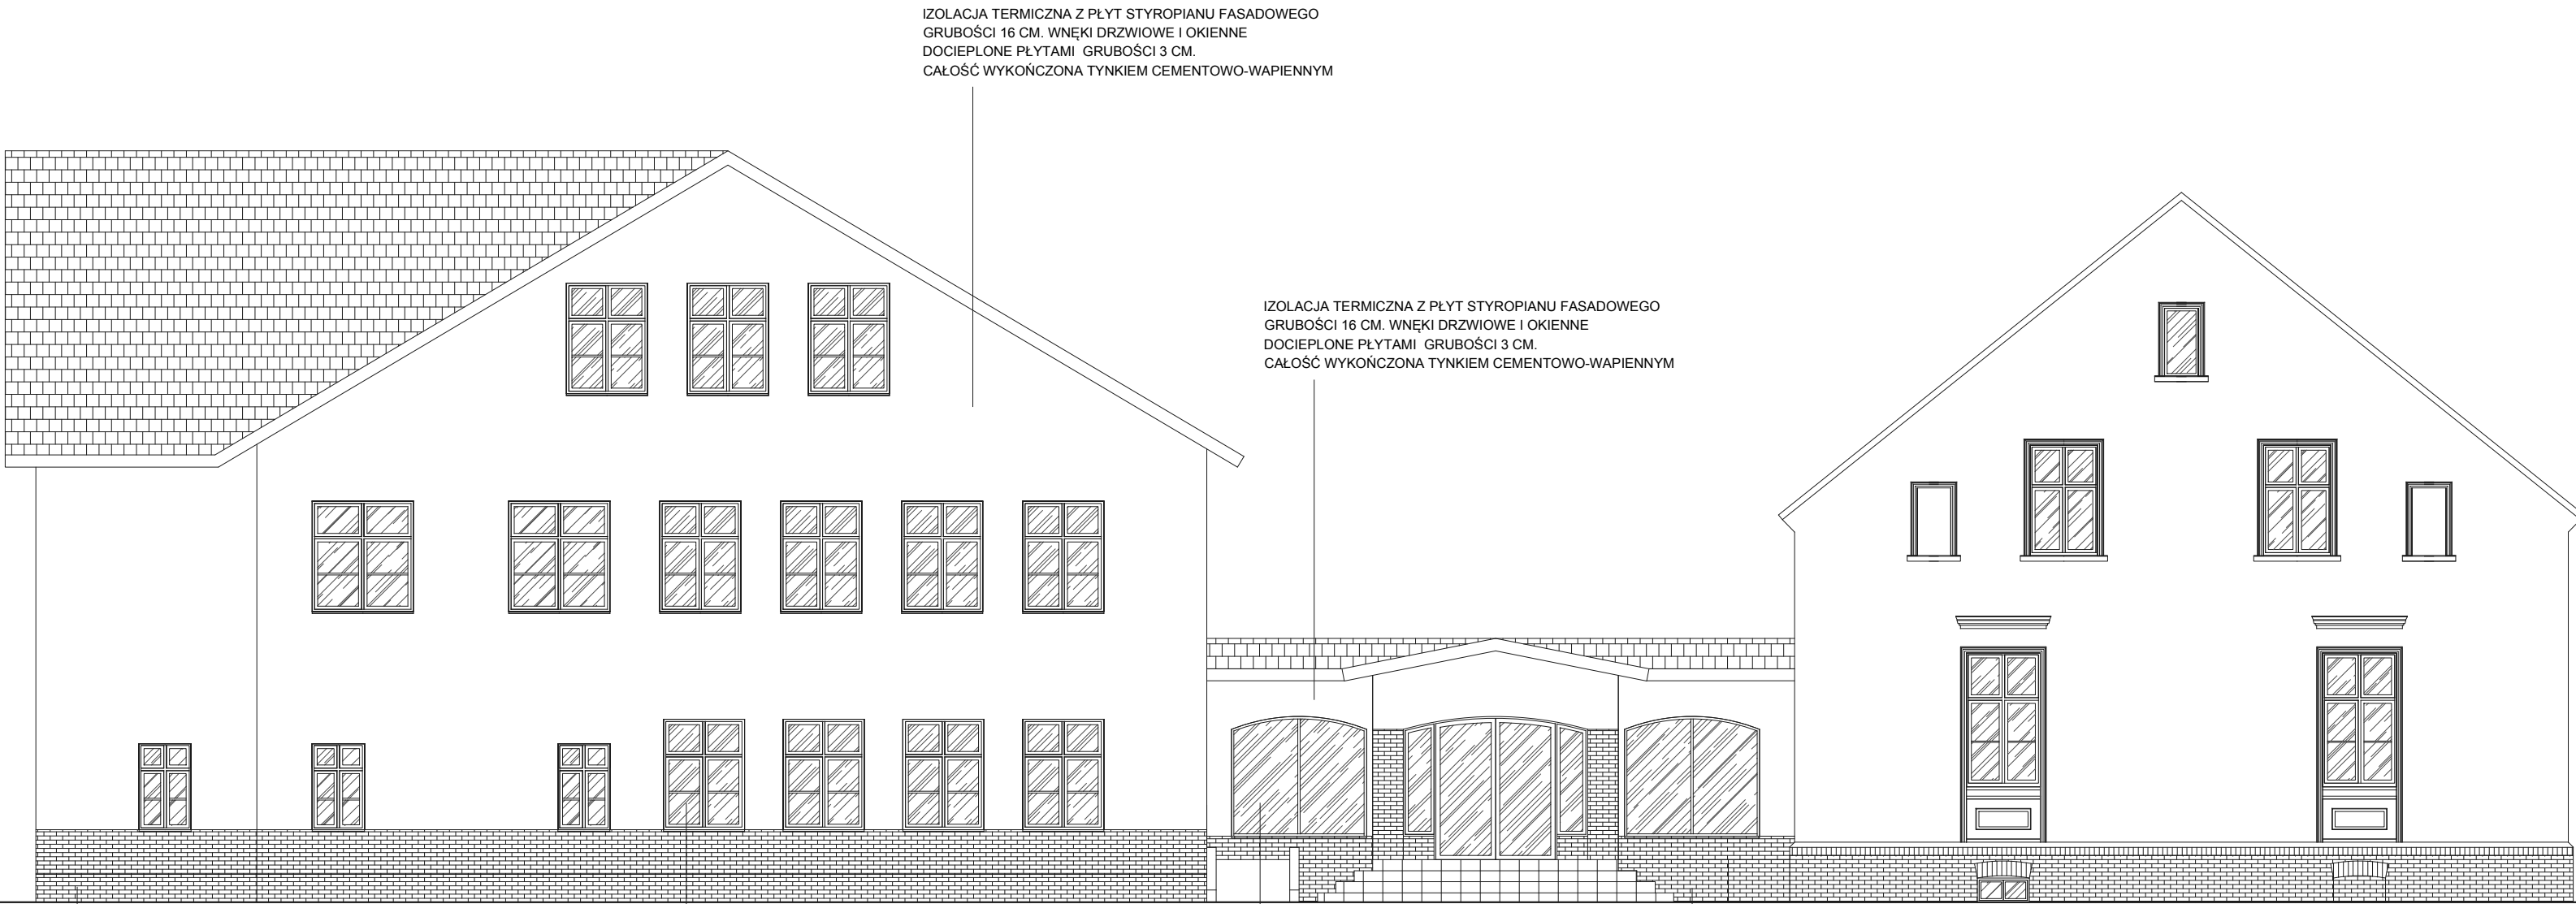 IZOLACJA TERMICZNA Z PŁYT STYROPIANU FASADOWEGO
GRUBOŚCI 16 CM. WNĘKI DRZWIOWE I OKIENNE
DOCIEPLONE PŁYTAMI GRUBOŚCI 3 CM.
CAŁOŚĆ WYKOŃCZONA TYNKIEM CEMENTOWO-WAPIENNYM
IZOLACJA TERMICZNA Z PŁYT STYROPIANU FASADOWEGO
GRUBOŚCI 16 CM. WNĘKI DRZWIOWE I OKIENNE
DOCIEPLONE PŁYTAMI GRUBOŚCI 3 CM.
CAŁOŚĆ WYKOŃCZONA TYNKIEM CEMENTOWO-WAPIENNYM